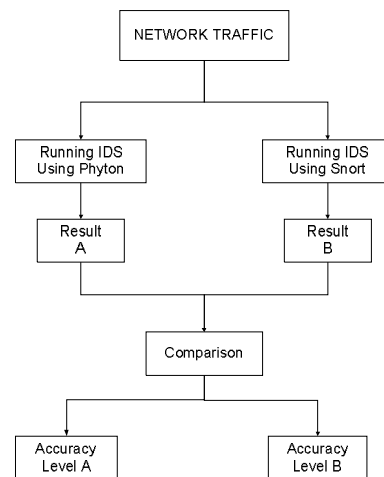 NETWORK TRAFFIC
Running IDS
Using Phyton
Running IDS
Using Snort
Result
A
Result
B
Comparison
Accuracy
Level A
Accuracy
Level B